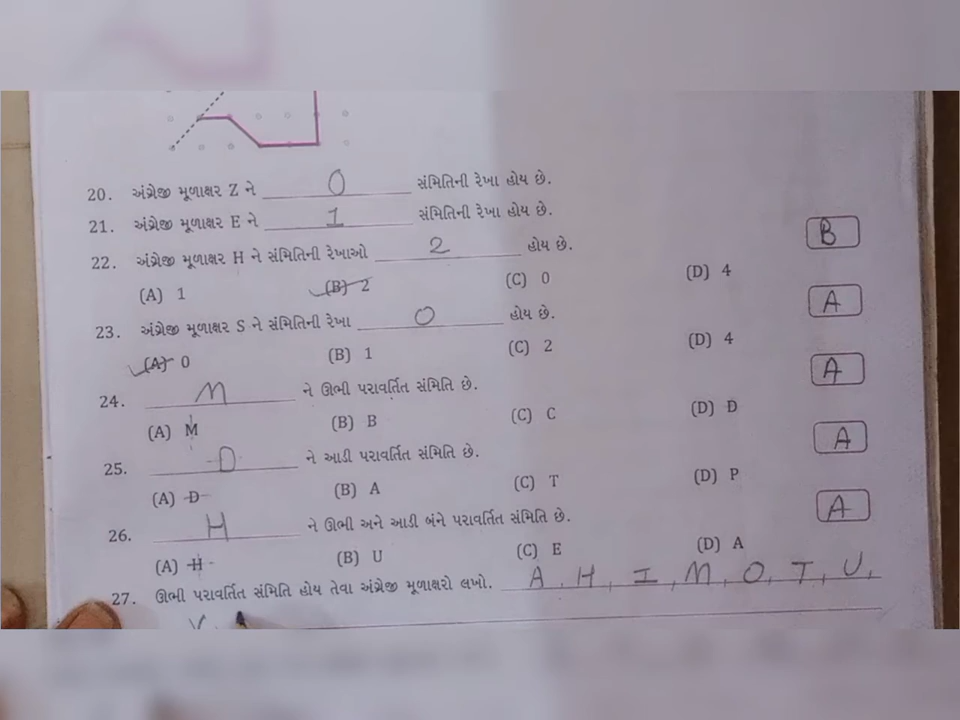 20. અંગ્રેજી મૂળાક્ષર Z ને 0 સંમિતિની રેખા હોય છે.
21. અંગ્રેજી મૂળાક્ષર E ને 1 સંમિતિની રેખા હોય છે.
22. અંગ્રેજી મૂળાક્ષર H ને સંમિતિની રેખાઓ 2 હોય છે. B
(A) 1 (B) 2 (C) 0 (D) 4
23. અંગ્રેજી મૂળાક્ષર S ને સંમિતિની રેખા 0 હોય છે. A
(A) 0 (B) 1 (C) 2 (D) 4
24. M ને ઊભી પરાવર્તિત સંમિતિ છે. A
(A) M (B) B (C) C (D) D
25. D ને આડી પરાવર્તિત સંમિતિ છે. A
(A) D (B) A (C) T (D) P
26. H ને ઊભી અને આડી બંને પરાવર્તિત સંમિતિ છે. A
(A) H (B) U (C) E (D) A
27. ઊભી પરાવર્તિત સંમિતિ હોય તેવા અંગ્રેજી મૂળાક્ષરો લખો. A, H, I, M, O, T, U,